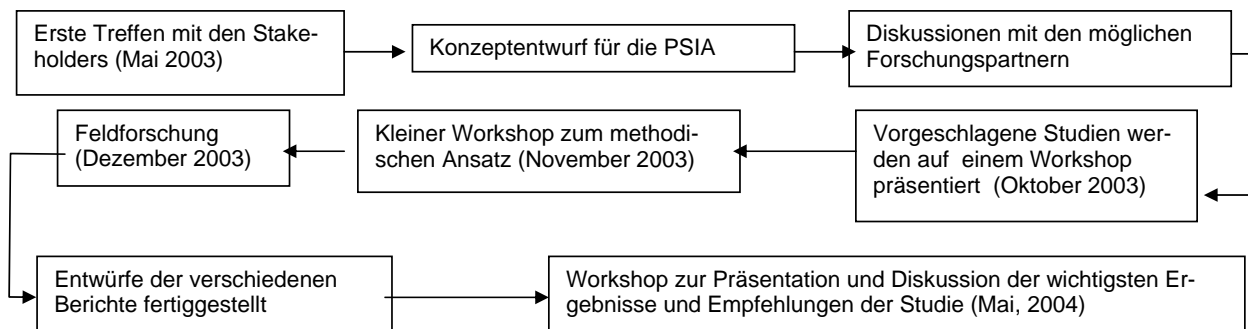 Erste Treffen mit den Stake-
holders (Mai 2003)
Konzeptentwurf für die PSIA
Diskussionen mit den möglichen
Forschungspartnern
Vorgeschlagene Studien wer-
den auf einem Workshop
präsentiert (Oktober 2003)
Kleiner Workshop zum methodi-
schen Ansatz (November 2003)
Feldforschung
(Dezember 2003)
Entwürfe der verschiedenen
Berichte fertiggestellt
Workshop zur Präsentation und Diskussion der wichtigsten Er-
gebnisse und Empfehlungen der Studie (Mai, 2004)